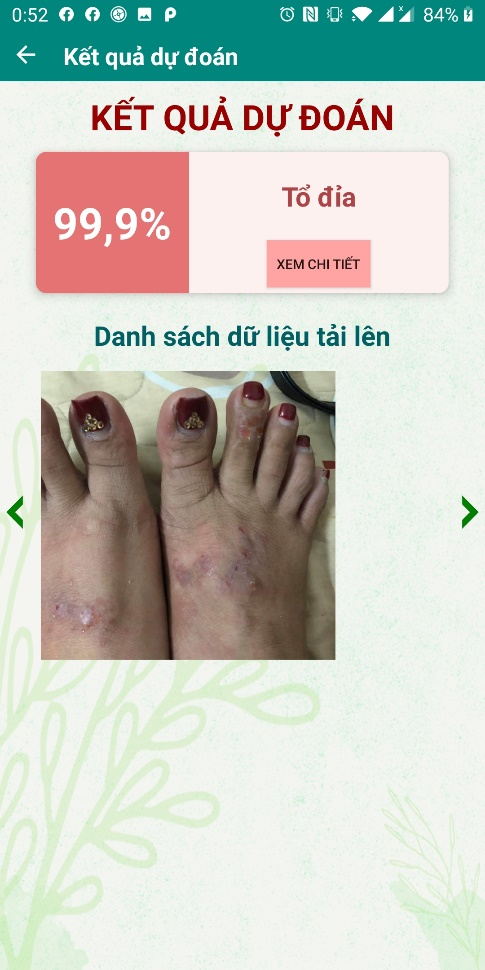 0:52
84%
Kết quả dự đoán
KẾT QUẢ DỰ ĐOÁN
99,9%
Tổ đỉa
XEM CHI TIẾT
Danh sách dữ liệu tải lên